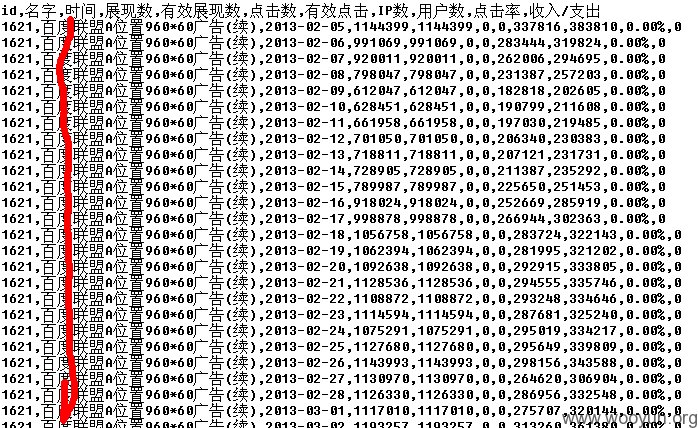 id,名字,时间,展现数,有效展现数,点击数,有效点击,IP数,用户数,点击率,收入/支出
1621,百度联盟A位置960*60广告(续),2013-02-05,1144399,1144399,0,0,337816,383810,0.00%,0
1621,百度联盟A位置960*60广告(续),2013-02-06,991069,991069,0,0,283444,319824,0.00%,0
1621,百度联盟A位置960*60广告(续),2013-02-07,920011,920011,0,0,262006,294695,0.00%,0
1621,百度联盟A位置960*60广告(续),2013-02-08,798047,798047,0,0,231387,257203,0.00%,0
1621,百度联盟A位置960*60广告(续),2013-02-09,612047,612047,0,0,182818,202605,0.00%,0
1621,百度联盟A位置960*60广告(续),2013-02-10,628451,628451,0,0,190799,211608,0.00%,0
1621,百度联盟A位置960*60广告(续),2013-02-11,661958,661958,0,0,197030,219485,0.00%,0
1621,百度联盟A位置960*60广告(续),2013-02-12,701050,701050,0,0,206340,230383,0.00%,0
1621,百度联盟A位置960*60广告(续),2013-02-13,718811,718811,0,0,207121,231731,0.00%,0
1621,百度联盟A位置960*60广告(续),2013-02-14,728905,728905,0,0,211387,235292,0.00%,0
1621,百度联盟A位置960*60广告(续),2013-02-15,789987,789987,0,0,225650,251453,0.00%,0
1621,百度联盟A位置960*60广告(续),2013-02-16,918024,918024,0,0,252669,285919,0.00%,0
1621,百度联盟A位置960*60广告(续),2013-02-17,998878,998878,0,0,266944,302363,0.00%,0
1621,百度联盟A位置960*60广告(续),2013-02-18,1056758,1056758,0,0,283724,322143,0.00%,0
1621,百度联盟A位置960*60广告(续),2013-02-19,1062394,1062394,0,0,281995,321202,0.00%,0
1621,百度联盟A位置960*60广告(续),2013-02-20,1092638,1092638,0,0,292915,333805,0.00%,0
1621,百度联盟A位置960*60广告(续),2013-02-21,1128536,1128536,0,0,294555,335746,0.00%,0
1621,百度联盟A位置960*60广告(续),2013-02-22,1108872,1108872,0,0,293248,334646,0.00%,0
1621,百度联盟A位置960*60广告(续),2013-02-23,1114594,1114594,0,0,287681,325240,0.00%,0
1621,百度联盟A位置960*60广告(续),2013-02-24,1075291,1075291,0,0,295019,334217,0.00%,0
1621,百度联盟A位置960*60广告(续),2013-02-25,1127680,1127680,0,0,295649,339809,0.00%,0
1621,百度联盟A位置960*60广告(续),2013-02-26,1143993,1143993,0,0,298156,343588,0.00%,0
1621,百度联盟A位置960*60广告(续),2013-02-27,1130970,1130970,0,0,264620,306904,0.00%,0
1621,百度联盟A位置960*60广告(续),2013-02-28,1126330,1126330,0,0,286956,332548,0.00%,0
1621,百度联盟A位置960*60广告(续),2013-03-01,1117010,1117010,0,0,275707,320144,0.00%,0
www.wooyun.org